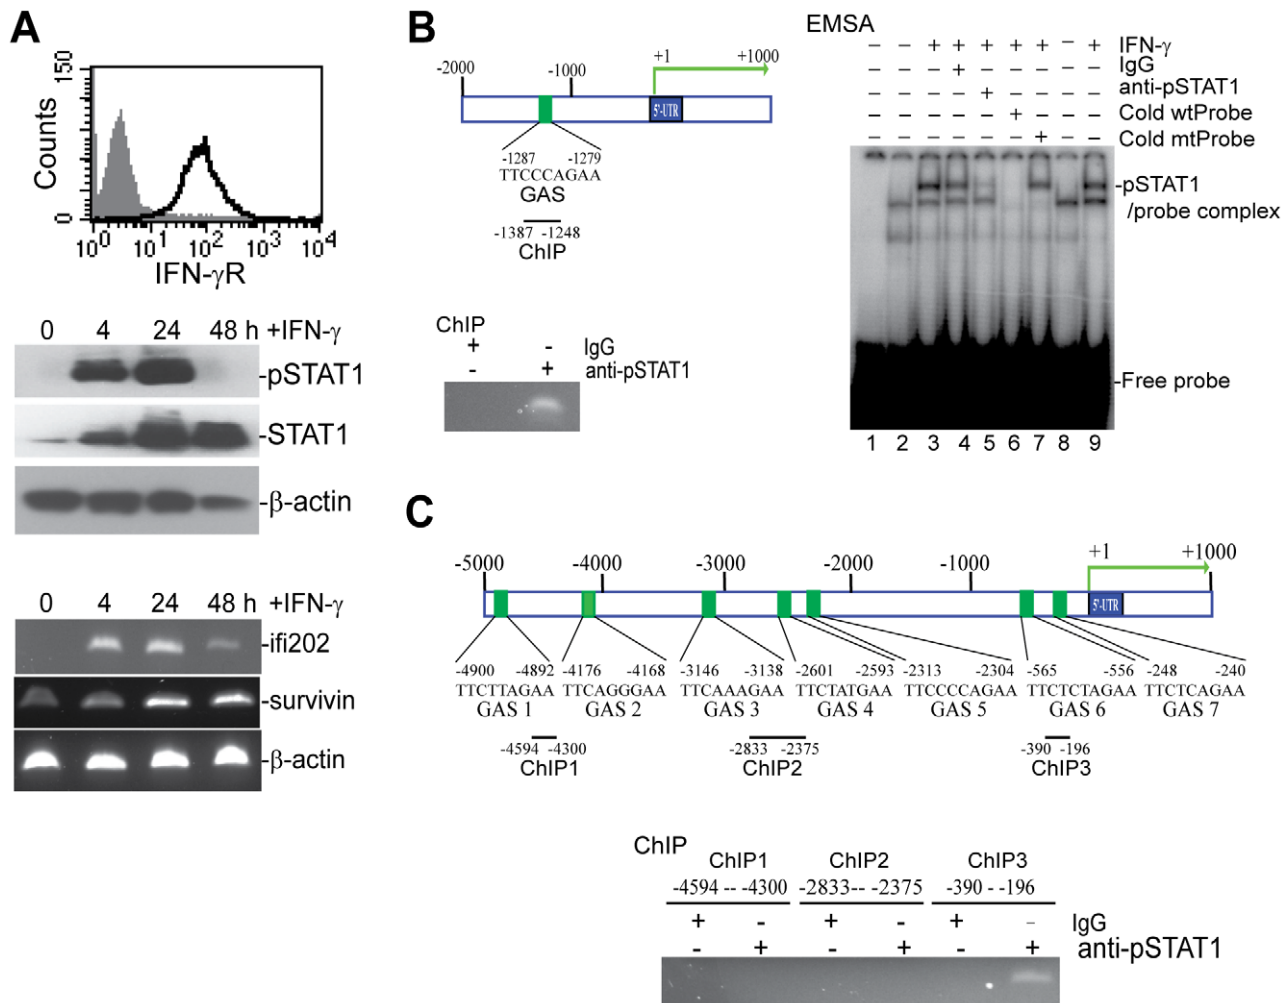 A
150
Counts
0
10⁰ 10¹ 10² 10³ 10⁴
IFN-γR
0 4 24 48 h +IFN-γ
-pSTAT1
-STAT1
-β-actin
0 4 24 48 h +IFN-γ
-ifi202
-survivin
-β-actin
B
-2000 -1000 +1 +1000
5'-UTR
-1287 -1279
TTCCCAGAA
GAS
-1387 -1248
ChIP
ChIP
+ - IgG
- + anti-pSTAT1
EMSA
– – + + + + + – + IFN-γ
– – – + – – – – – IgG
– – – – + – – – – anti-pSTAT1
– – – – – + – – – Cold wtProbe
– – – – – – + – – Cold mtProbe
-pSTAT1
/probe complex
-Free probe
1 2 3 4 5 6 7 8 9
C
-5000 -4000 -3000 -2000 -1000 +1 +1000
5'-UTR
-4900 -4892 -4176 -4168 -3146 -3138 -2601 -2593 -2313 -2304 -565 -556 -248 -240
TTCTTAGAA TTCAGGGAA TTCAAAGAA TTCTATGAA TTCCCCAGAA TTCTCTAGAA TTCTCAGAA
GAS 1 GAS 2 GAS 3 GAS 4 GAS 5 GAS 6 GAS 7
-4594 -4300 -2833 -2375 -390 -196
ChIP1 ChIP2 ChIP3
ChIP
ChIP1 ChIP2 ChIP3
-4594 -- -4300 -2833-- -2375 -390 - -196
+ - + - + – IgG
- + - + - + anti-pSTAT1